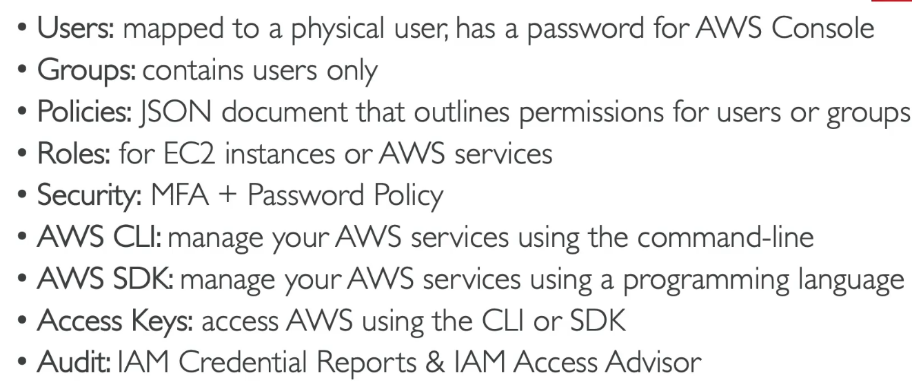 • Users: mapped to a physical user, has a password for AWS Console
• Groups: contains users only
• Policies: JSON document that outlines permissions for users or groups
• Roles: for EC2 instances or AWS services
• Security: MFA + Password Policy
• AWS CLI: manage your AWS services using the command-line
• AWS SDK: manage your AWS services using a programming language
• Access Keys: access AWS using the CLI or SDK
• Audit: IAM Credential Reports & IAM Access Advisor